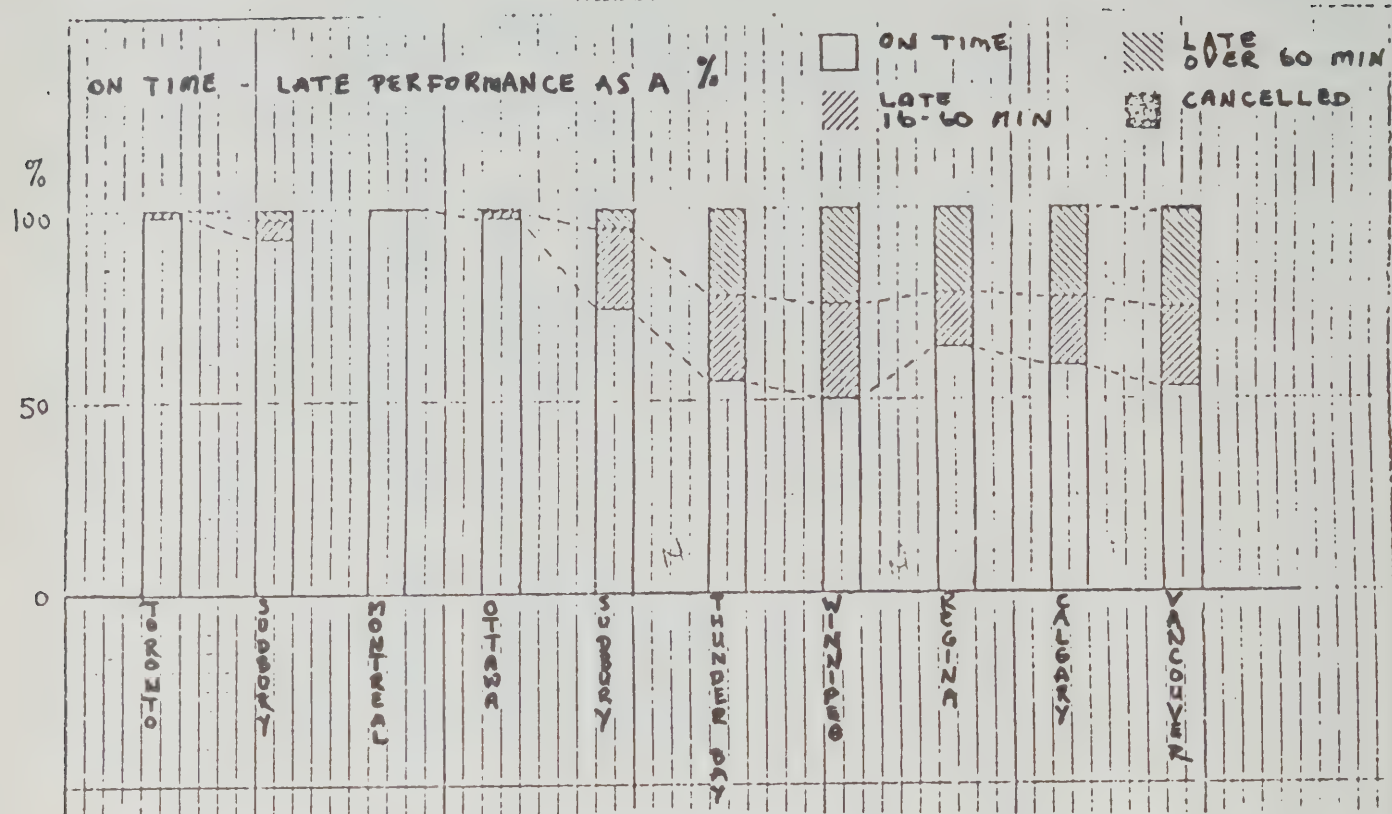 ON TIME - LATE PERFORMANCE AS A %
ON TIME
LATE
16-60 MIN
LATE
OVER 60 MIN
CANCELLED
%
100
50
0
TORONTO
SUDBURY
MONTREAL
OTTAWA
SUDBURY
THUNDER BAY
WINNIPEG
REGINA
CALGARY
VANCOUVER